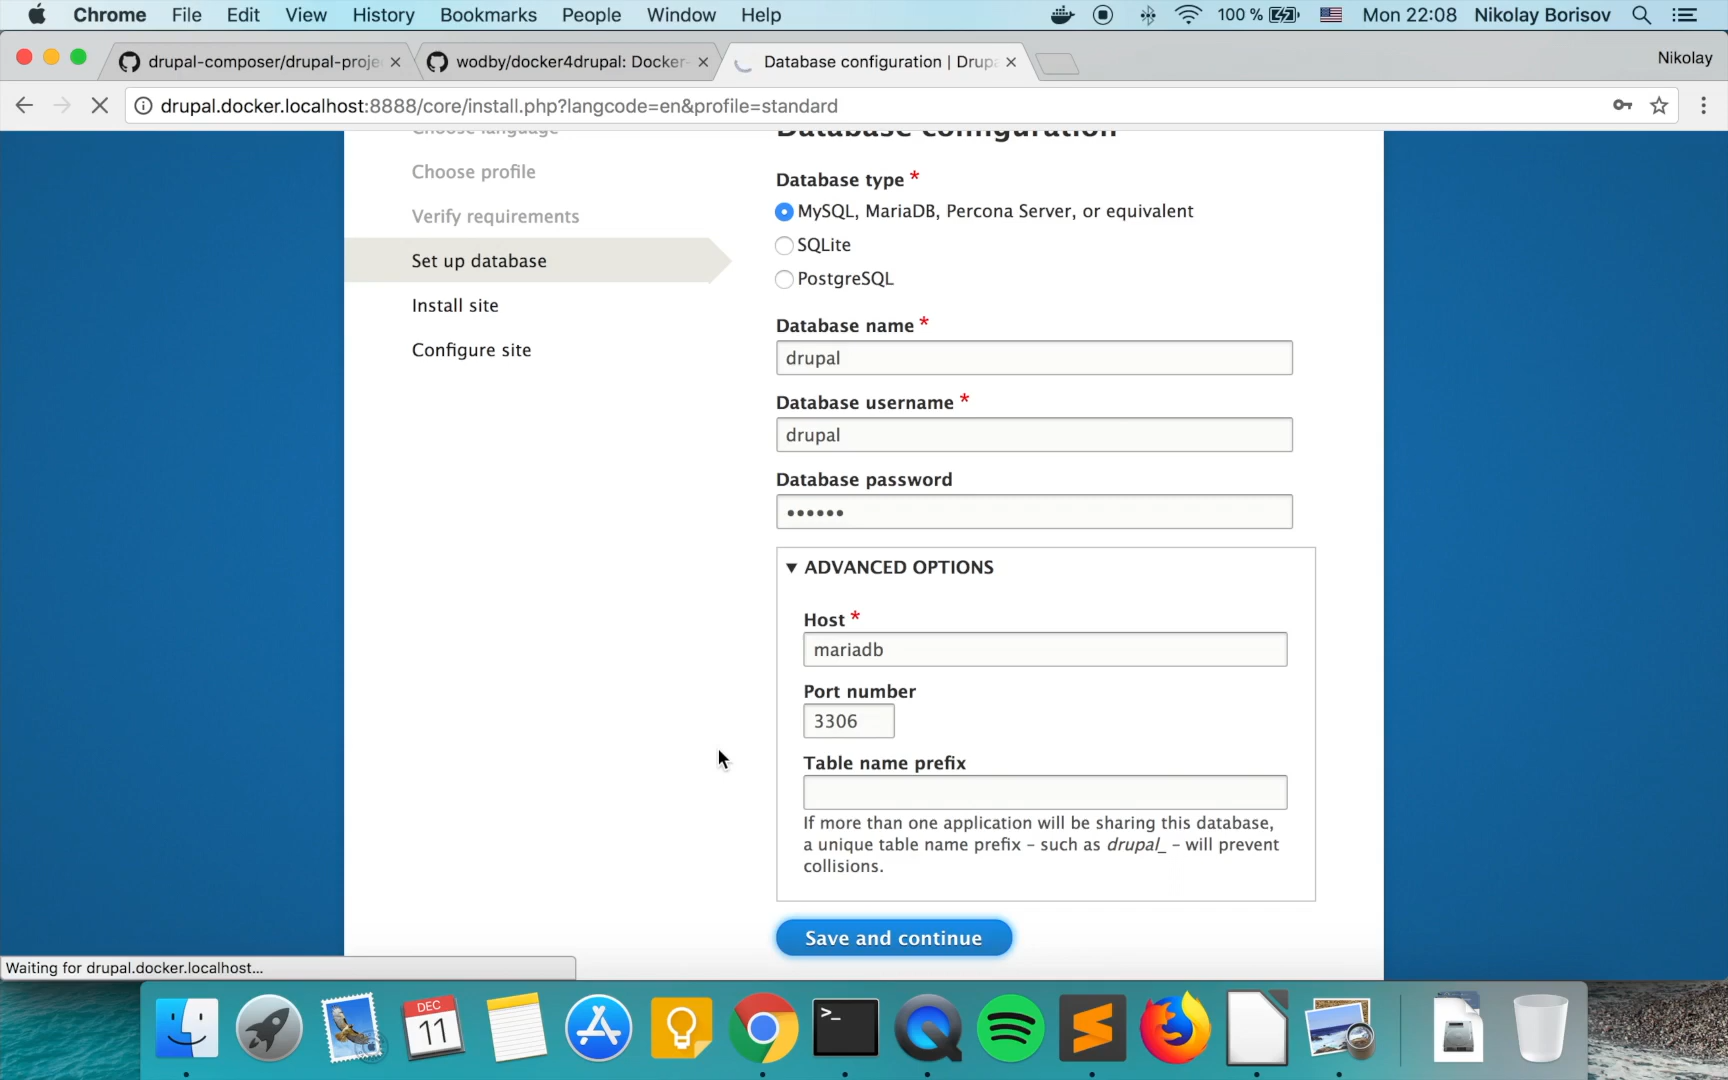 Chrome File Edit View History Bookmarks People Window Help 100 % Mon 22:08 Nikolay Borisov
drupal-composer/drupal-proje wodby/docker4drupal: Docker- Database configuration | Drupa Nikolay
drupal.docker.localhost:8888/core/install.php?langcode=en&profile=standard
Choose language
Choose profile
Verify requirements
Set up database
Install site
Configure site
Database configuration
Database type *
MySQL, MariaDB, Percona Server, or equivalent
SQLite
PostgreSQL
Database name *
drupal
Database username *
drupal
Database password
••••••
▼ ADVANCED OPTIONS
Host *
mariadb
Port number
3306
Table name prefix
If more than one application will be sharing this database,
a unique table name prefix – such as drupal_ – will prevent
collisions.
Save and continue
Waiting for drupal.docker.localhost...
DEC
11
>_